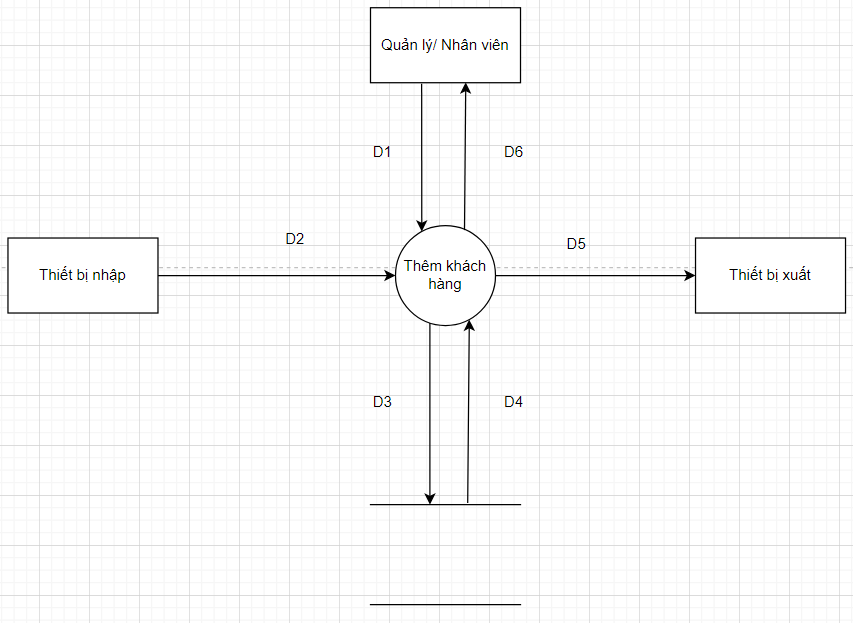 Quản lý/ Nhân viên
D1
D6
D2
D5
Thiết bị nhập
Thêm khách
hàng
Thiết bị xuất
D3
D4